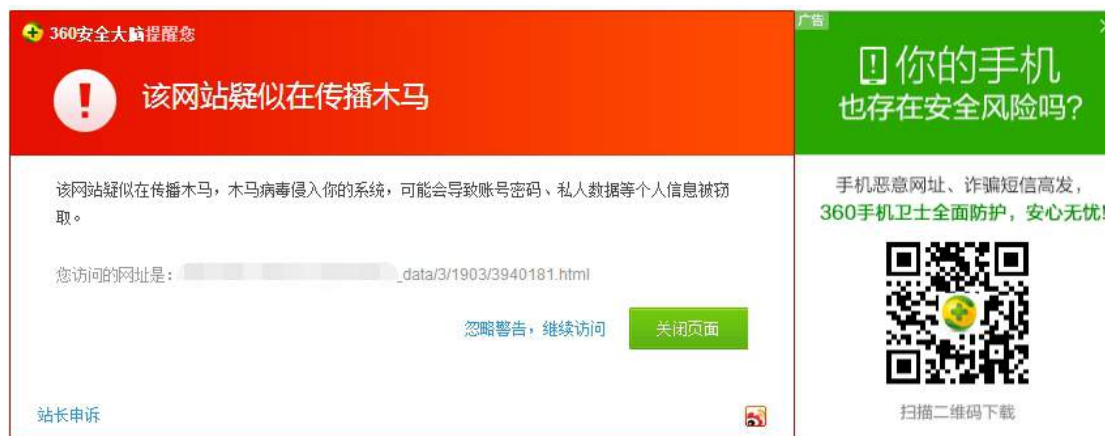 360安全大脑提醒您
该网站疑似在传播木马
该网站疑似在传播木马，木马病毒侵入你的系统，可能会导致账号密码、私人数据等个人信息被窃
取。
您访问的网址是：_data/3/1903/3940181.html
忽略警告，继续访问
关闭页面
站长申诉
广告
你的手机
也存在安全风险吗?
手机恶意网址、诈骗短信高发，
360手机卫士全面防护，安心无忧!
扫描二维码下载